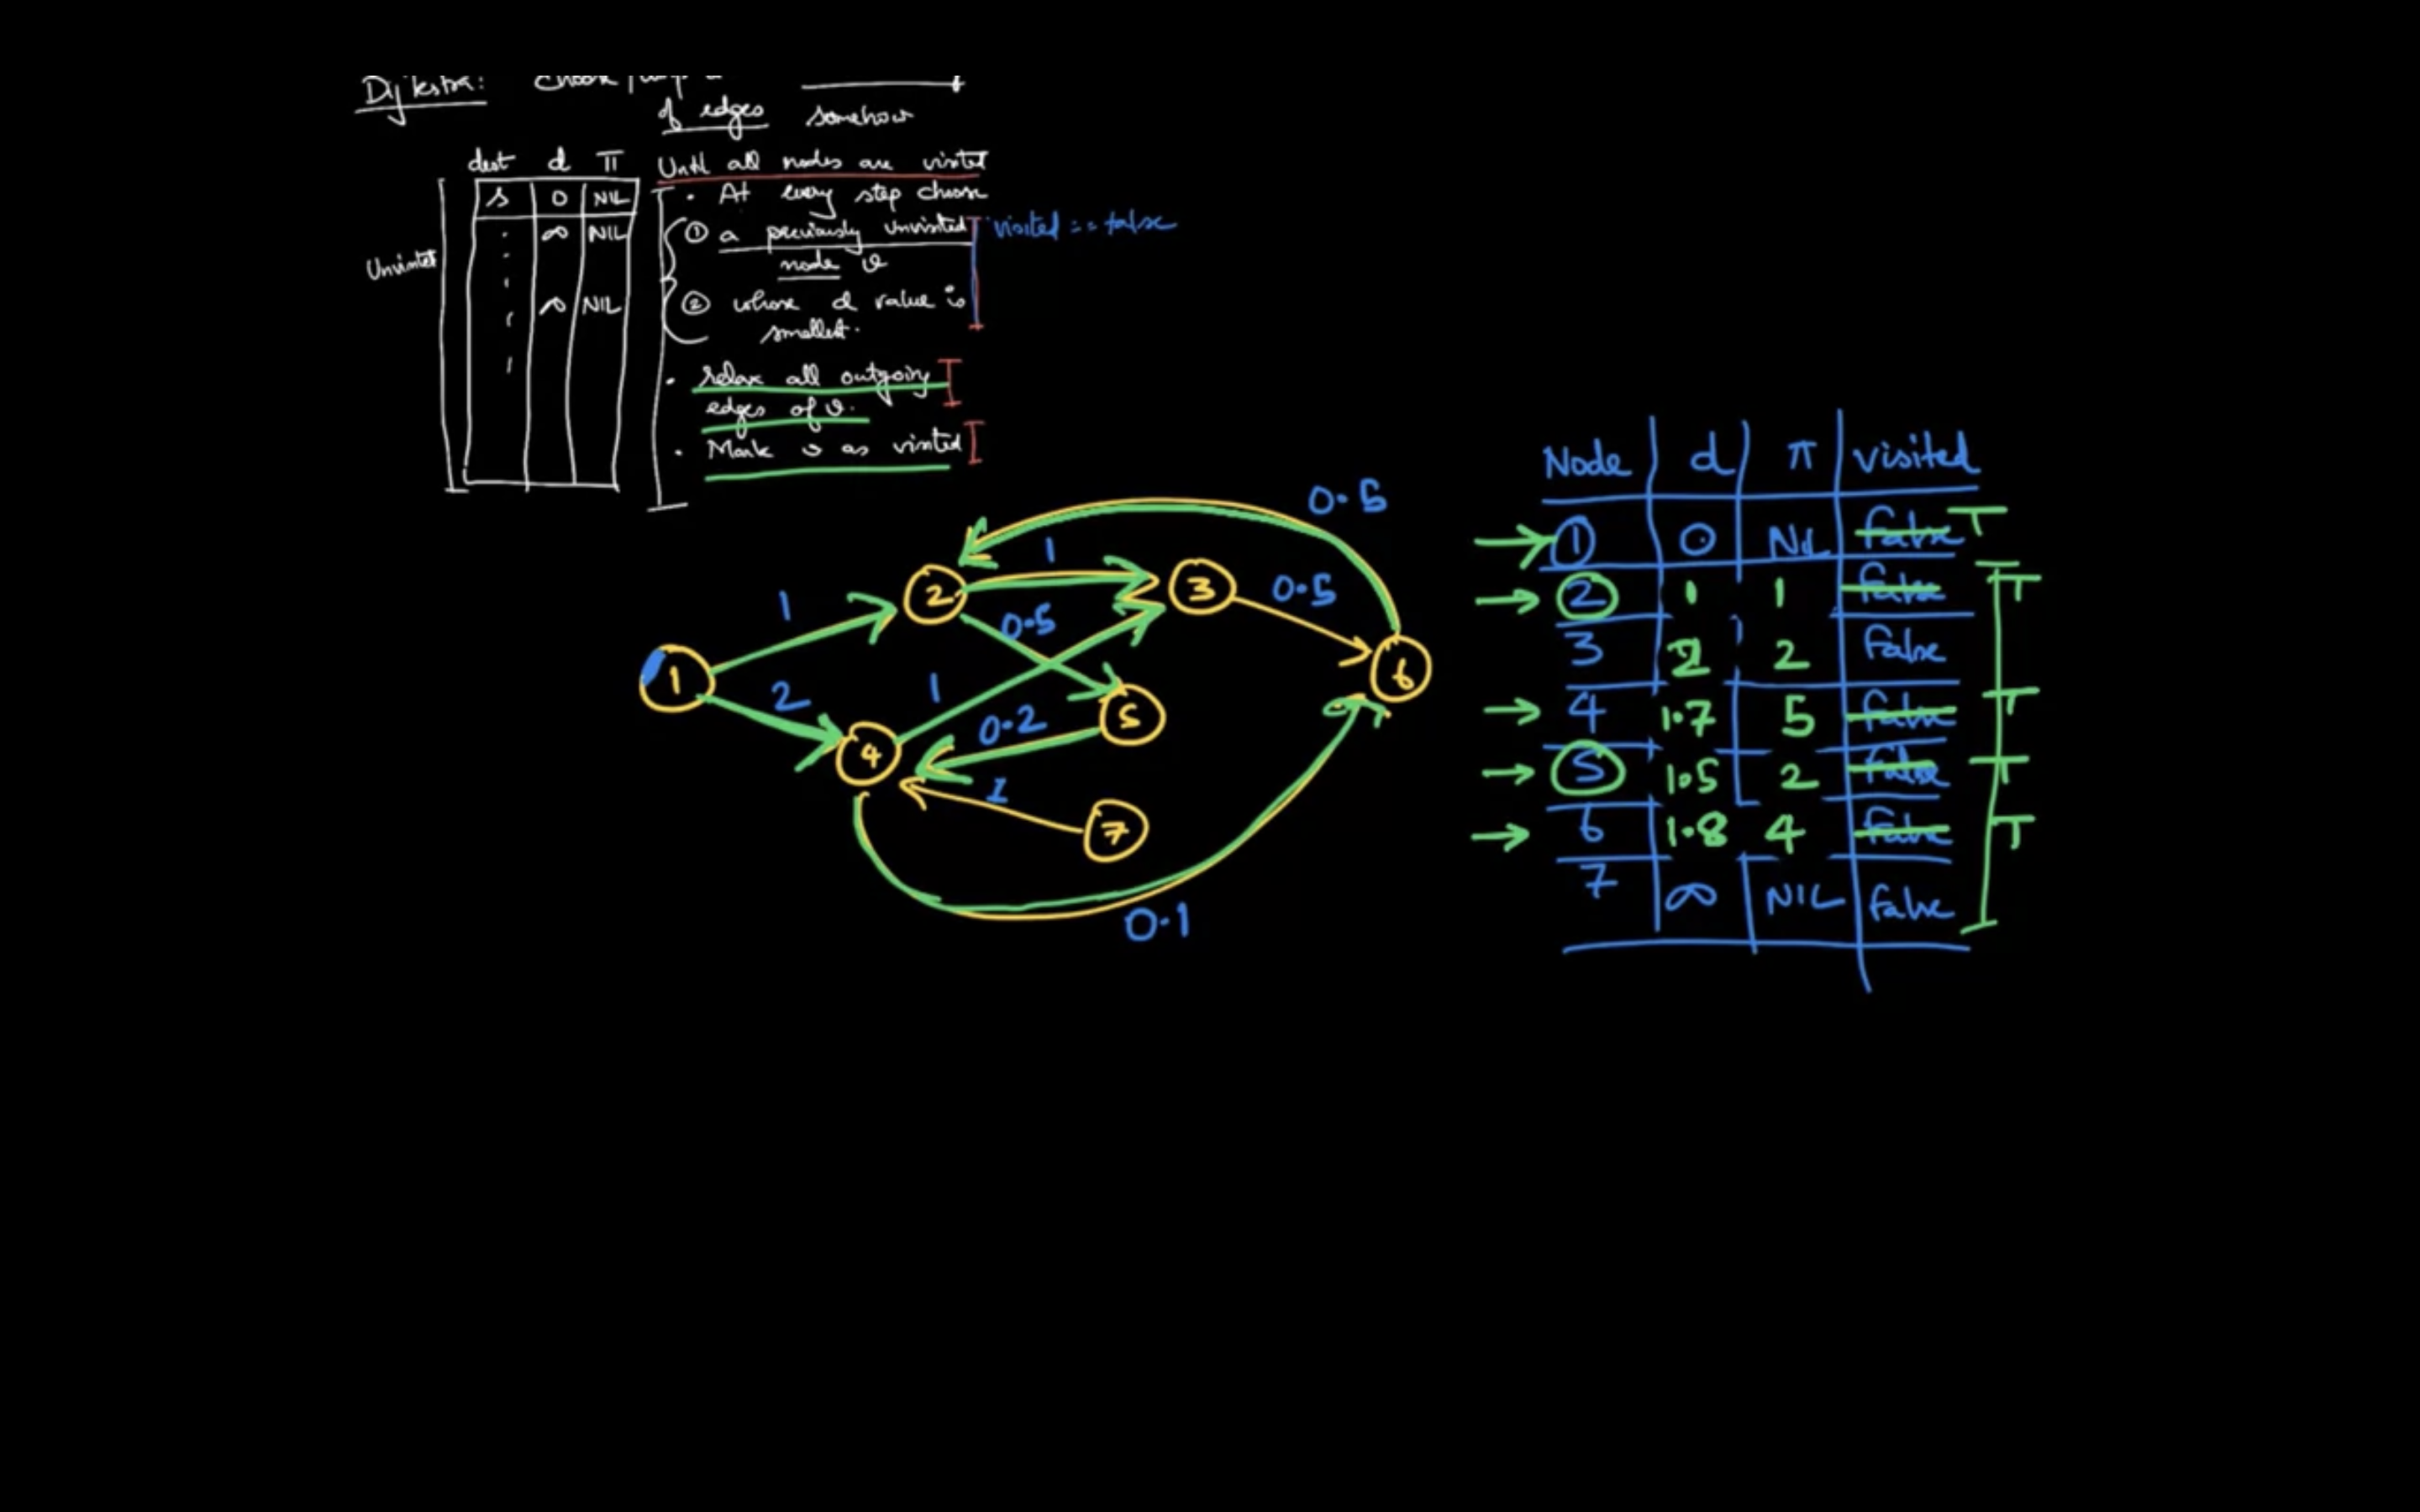 Dijkstra: Choose
of edges somehow
dest d π
s 0 NIL
∞ NIL
∞ NIL
Unvisited
Until all nodes are visited
• At every step choose
① a previously unvisited visited == false
node v
② whose d value is
smallest.
• relax all outgoing
edges of v.
• Mark v as visited
0.5
1
2 3
0.5
1
0.5
1
2
1
6
5
0.2
4
1
7
0.1
Node d π visited
1 0 NIL false T
2 1 1 false T
3 2 2 false
4 1.7 5 false T
5 1.5 2 false T
6 1.8 4 false T
7 ∞ NIL false